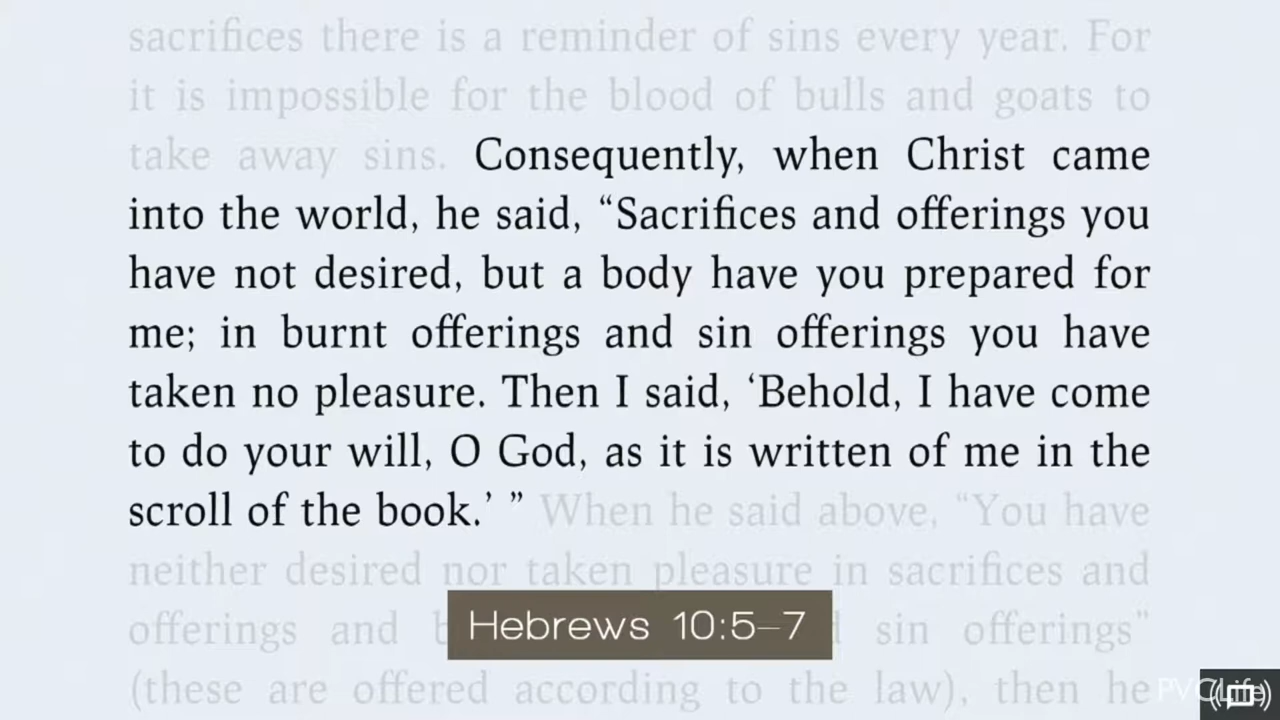 sacrifices there is a reminder of sins every year. For
it is impossible for the blood of bulls and goats to
take away sins. Consequently, when Christ came
into the world, he said, “Sacrifices and offerings you
have not desired, but a body have you prepared for
me; in burnt offerings and sin offerings you have
taken no pleasure. Then I said, ‘Behold, I have come
to do your will, O God, as it is written of me in the
scroll of the book.’ ” When he said above, “You have
neither desired nor taken pleasure in sacrifices and
offerings and sin offerings”
Hebrews 10:5–7
(these are offered according to the law), then he